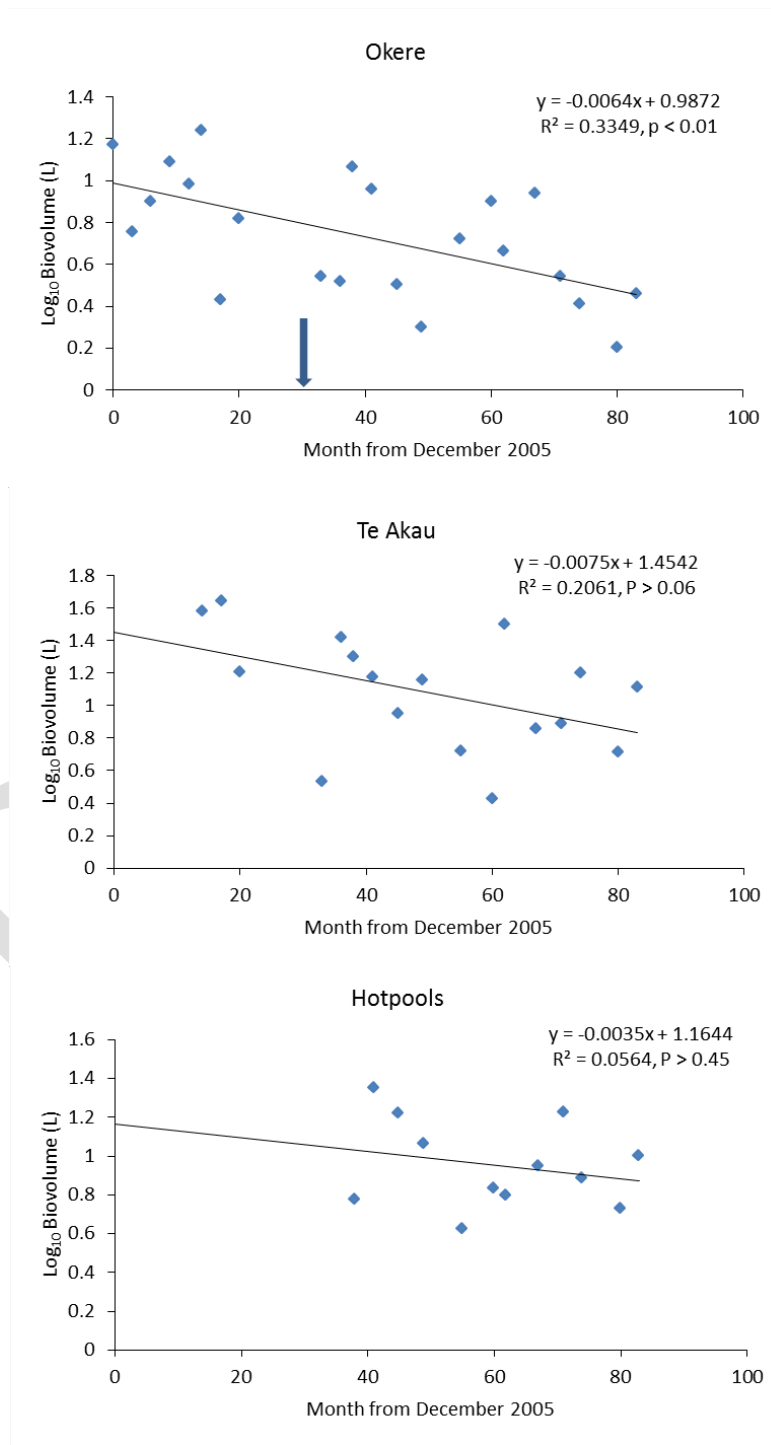 Okere
y = -0.0064x + 0.9872
R² = 0.3349, p < 0.01
1.4
1.2
1
0.8
0.6
0.4
0.2
0
Log₁₀ Biovolume (L)
0 20 40 60 80 100
Month from December 2005
Te Akau
y = -0.0075x + 1.4542
R² = 0.2061, P > 0.06
1.8
1.6
1.4
1.2
1
0.8
0.6
0.4
0.2
0
Log₁₀ Biovolume (L)
0 20 40 60 80 100
Month from December 2005
Hotpools
y = -0.0035x + 1.1644
R² = 0.0564, P > 0.45
1.6
1.4
1.2
1
0.8
0.6
0.4
0.2
0
Log₁₀ Biovolume (L)
0 20 40 60 80 100
Month from December 2005